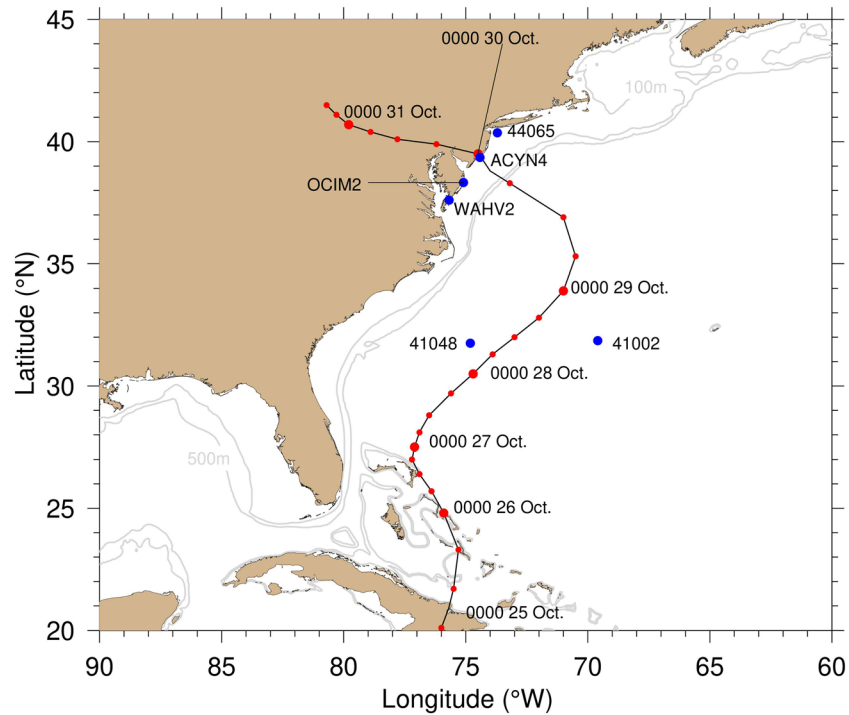 45
40
35
30
25
20
Latitude (°N)
90
85
80
75
70
65
60
Longitude (°W)
0000 30 Oct.
100m
0000 31 Oct.
44065
ACYN4
OCIM2
WAHV2
0000 29 Oct.
41048
41002
0000 28 Oct.
0000 27 Oct.
500m
0000 26 Oct.
0000 25 Oct.